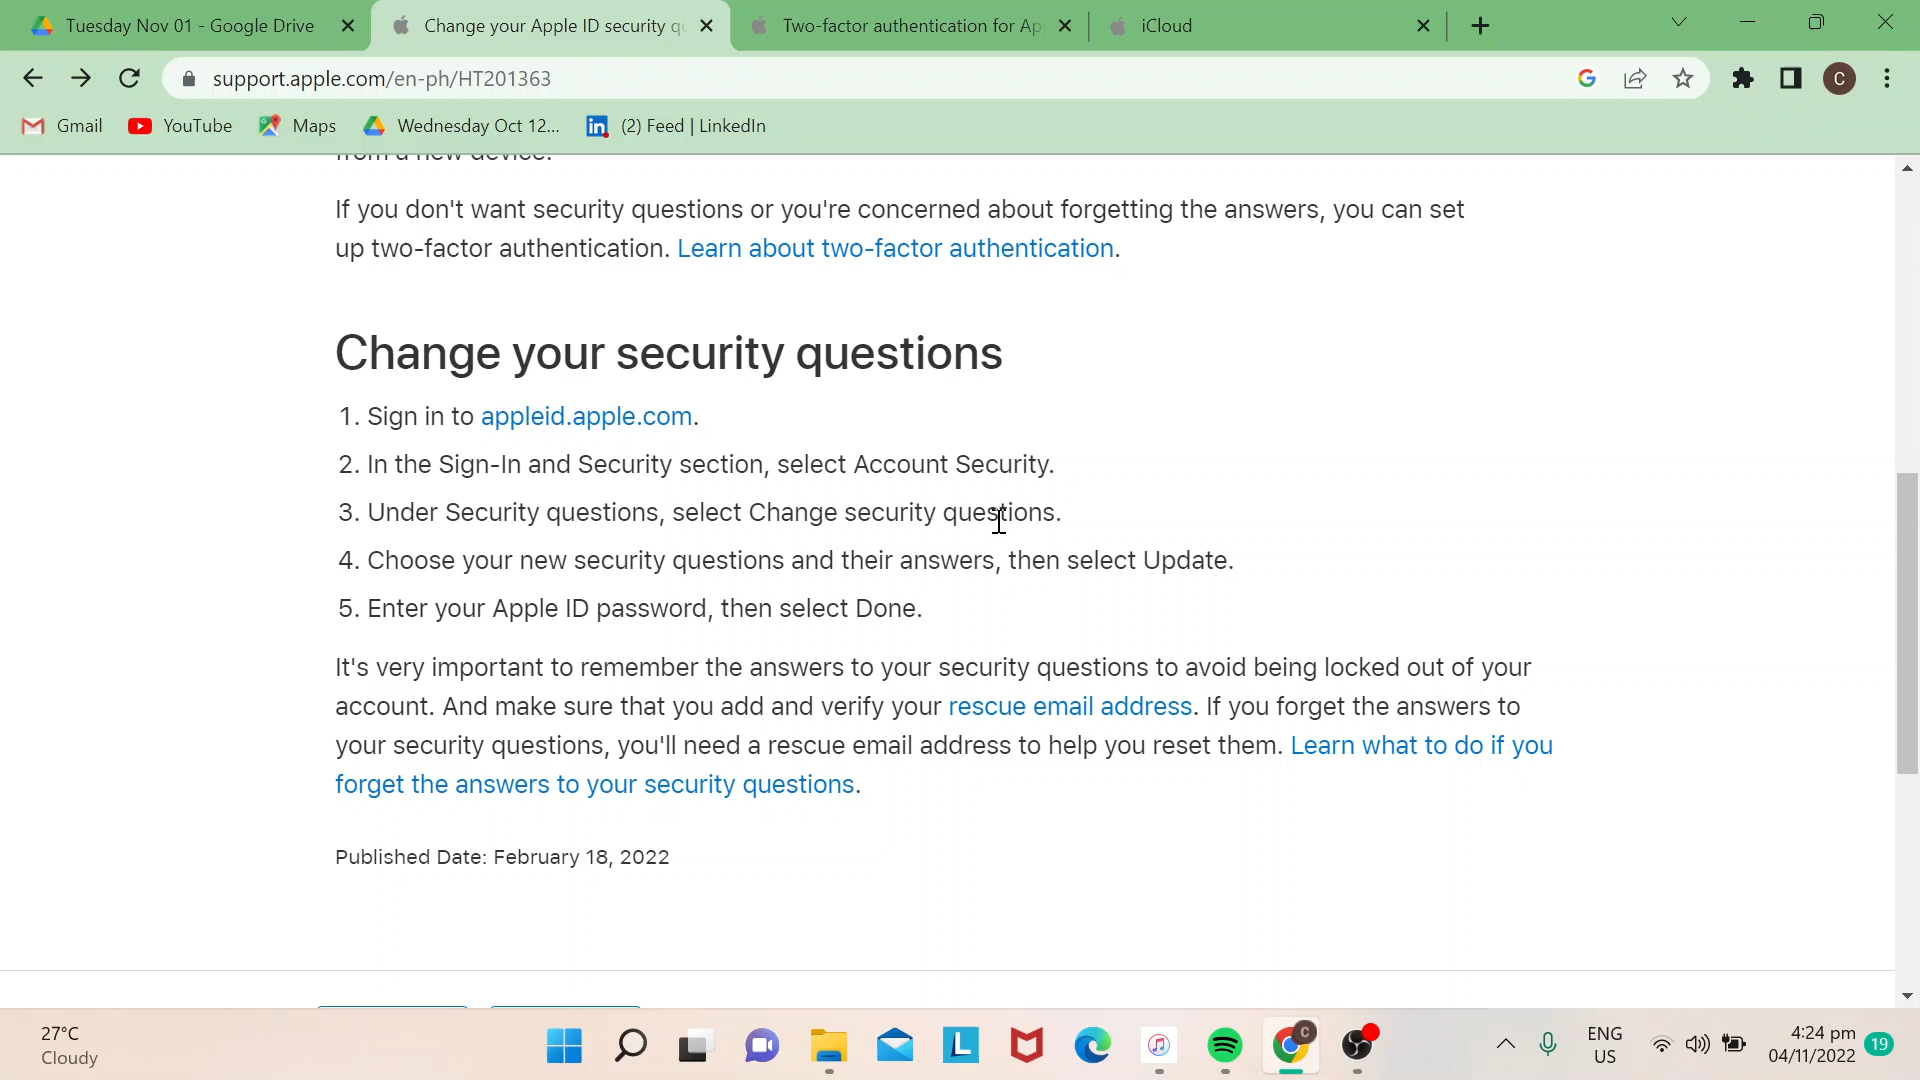 Tuesday Nov 01 - Google Drive
Change your Apple ID security qu
Two-factor authentication for Ap
iCloud
support.apple.com/en-ph/HT201363
C
Gmail
YouTube
Maps
Wednesday Oct 12...
(2) Feed | LinkedIn
from a new device.
If you don't want security questions or you're concerned about forgetting the answers, you can set
up two-factor authentication. Learn about two-factor authentication.
Change your security questions
1. Sign in to appleid.apple.com.
2. In the Sign-In and Security section, select Account Security.
3. Under Security questions, select Change security questions.
4. Choose your new security questions and their answers, then select Update.
5. Enter your Apple ID password, then select Done.
It's very important to remember the answers to your security questions to avoid being locked out of your
account. And make sure that you add and verify your rescue email address. If you forget the answers to
your security questions, you'll need a rescue email address to help you reset them. Learn what to do if you
forget the answers to your security questions.
Published Date: February 18, 2022
27°C
Cloudy
L
C
ENG
US
4:24 pm
04/11/2022
19